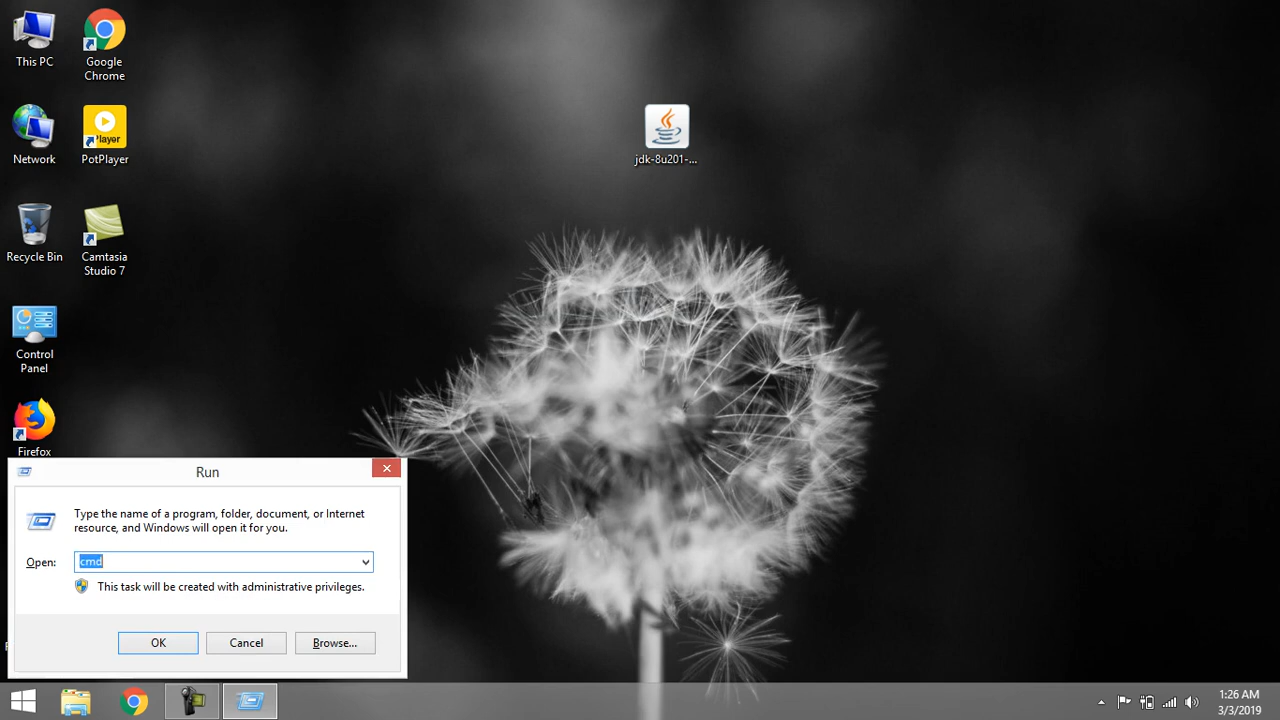 This PC
Google
Chrome
Network
Player
PotPlayer
jdk-8u201-...
Recycle Bin
Camtasia
Studio 7
Control
Panel
Firefox
Run
Type the name of a program, folder, document, or Internet
resource, and Windows will open it for you.
Open:
cmd
This task will be created with administrative privileges.
OK
Cancel
Browse...
1:26 AM
3/3/2019